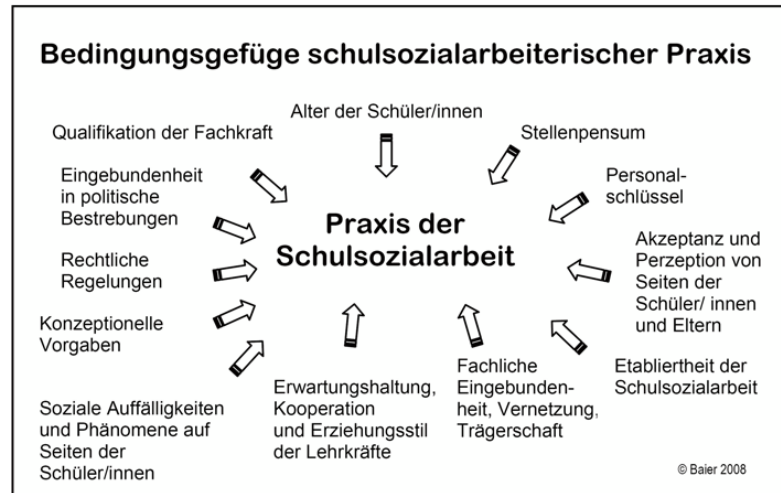 Bedingungsgefüge schulsozialarbeiterischer Praxis
Alter der Schüler/innen
Qualifikation der Fachkraft
Stellenpensum
Eingebundenheit
in politische
Bestrebungen
Personal-
schlüssel
Praxis der
Schulsozialarbeit
Rechtliche
Regelungen
Akzeptanz und
Perzeption von
Seiten der
Schüler/ innen
und Eltern
Konzeptionelle
Vorgaben
Soziale Auffälligkeiten
und Phänomene auf
Seiten der
Schüler/innen
Erwartungshaltung,
Kooperation
und Erziehungsstil
der Lehrkräfte
Fachliche
Eingebunden-
heit, Vernetzung,
Trägerschaft
Etabliertheit der
Schulsozialarbeit
© Baier 2008